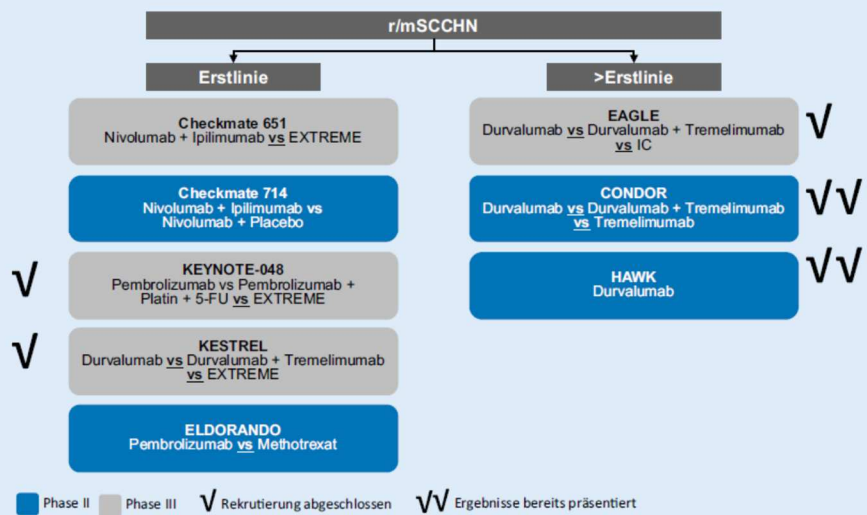 r/mSCCHN
Erstlinie
Checkmate 651
Nivolumab + Ipilimumab vs EXTREME
Checkmate 714
Nivolumab + Ipilimumab vs
Nivolumab + Placebo
√
KEYNOTE-048
Pembrolizumab vs Pembrolizumab +
Platin + 5-FU vs EXTREME
√
KESTREL
Durvalumab vs Durvalumab + Tremelimumab
vs EXTREME
ELDORANDO
Pembrolizumab vs Methotrexat
>Erstlinie
EAGLE
Durvalumab vs Durvalumab + Tremelimumab
vs IC
√
CONDOR
Durvalumab vs Durvalumab + Tremelimumab
vs Tremelimumab
√√
HAWK
Durvalumab
√√
Phase II
Phase III
√ Rekrutierung abgeschlossen
√√ Ergebnisse bereits präsentiert